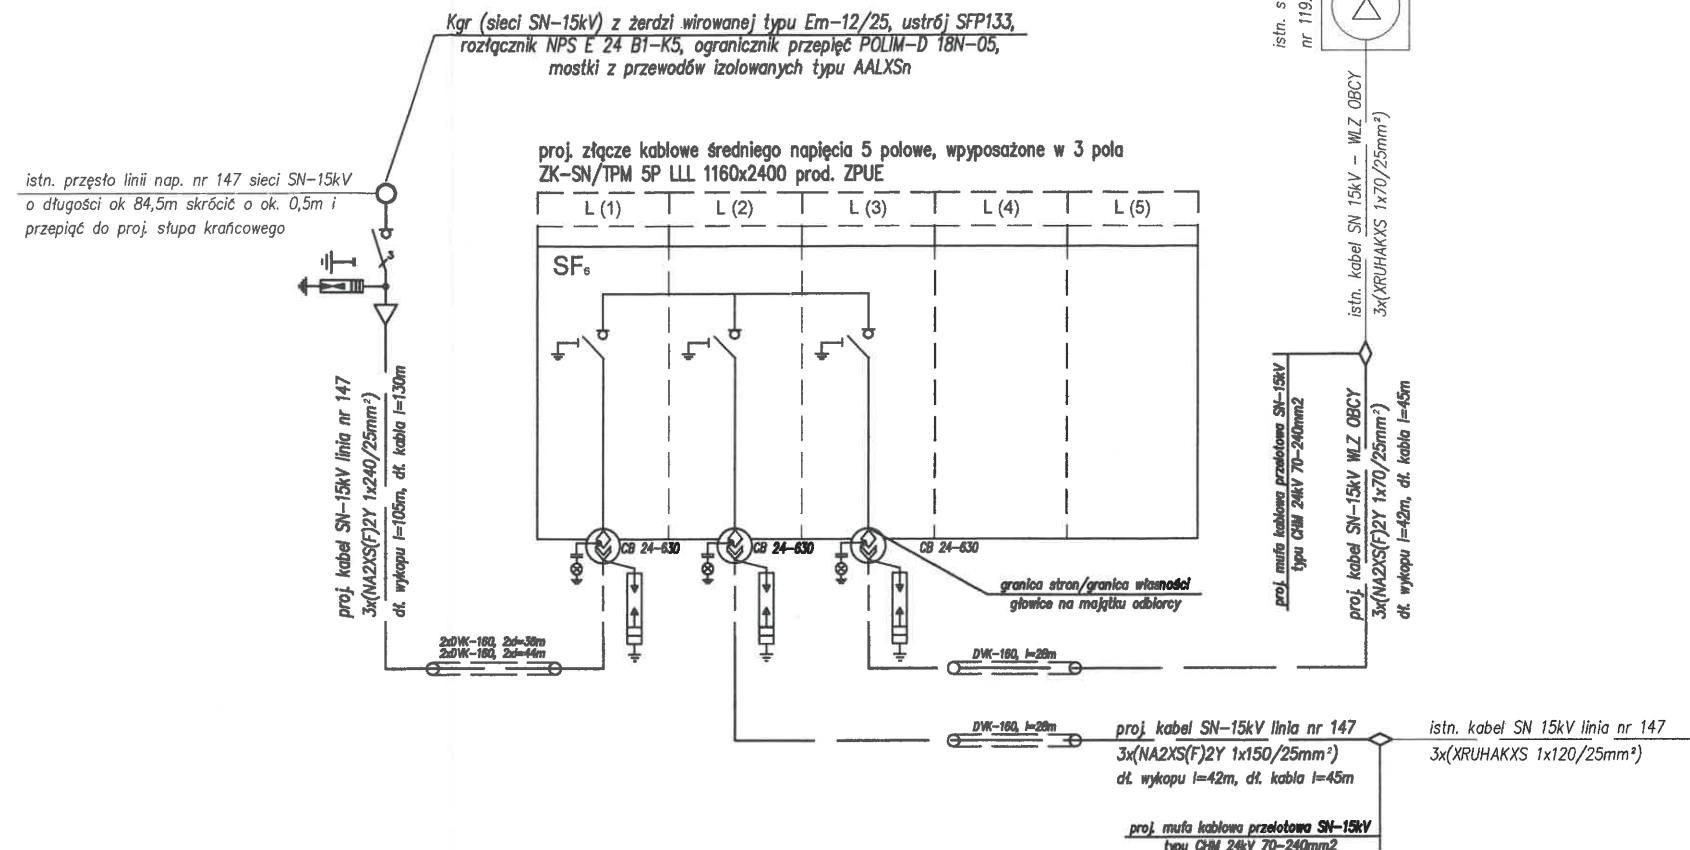 Kgr (sieci SN-15kV) z żerdzi wirowanej typu Em-12/25, ustrój SFP133,
rozłącznik NPS E 24 B1-K5, ogranicznik przepięć POLIM-D 18N-05,
mostki z przewodów izolowanych typu AALXSn
istn. s
nr 119.
proj. złącze kablowe średniego napięcia 5 polowe, wpyposażone w 3 pola
ZK-SN/TPM 5P LLL 1160x2400 prod. ZPUE
istn. przęsło linii nap. nr 147 sieci SN-15kV
o długości ok 84,5m skrócić o ok. 0,5m i
przepiąć do proj. słupa krańcowego
L (1)
L (2)
L (3)
L (4)
L (5)
SF₆
3
istn. kabel SN 15kV - WLZ OBCY
3x(XRUHAKXS 1x70/25mm²)
proj. kabel SN-15kV linia nr 147
3x(NA2XS(F)2Y 1x240/25mm²)
dł. wykopu l=105m, dł. kabla l=130m
proj. mufa kablowa przelotowa SN-15kV
typu CHM 24kV 70-240mm2
proj. kabel SN-15kV WLZ OBCY
3x(NA2XS(F)2Y 1x70/25mm²)
dł. wykopu l=42m, dł. kabla l=45m
CB 24-630
CB 24-630
CB 24-630
granica stron/granica własności
głowice na majątku odbiorcy
2xDVK-160, 2xl=36m
2xDVK-160, 2xl=44m
DVK-160, l=28m
DVK-160, l=28m
proj. kabel SN-15kV linia nr 147
3x(NA2XS(F)2Y 1x150/25mm²)
dł. wykopu l=42m, dł. kabla l=45m
istn. kabel SN 15kV linia nr 147
3x(XRUHAKXS 1x120/25mm²)
proj. mufa kablowa przelotowa SN-15kV
typu CHM 24kV 70-240mm2